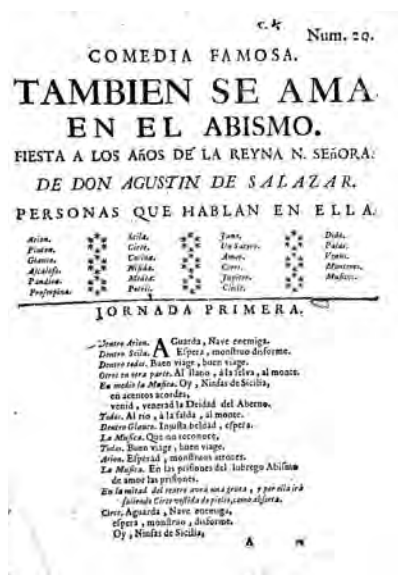 Num. 29.
COMEDIA FAMOSA.
TAMBIEN SE AMA
EN EL ABISMO.
FIESTA A LOS Años DE LA REYNA N. SEñORA.
DE DON AGUSTIN DE SALAZAR.
PERSONAS QUE HABLAN EN ELLA.
Arion. Scila. Juno. Dido.
Pluton. Circe. Un Satyro. Palas.
Glauco. Corina. Amor. Venus.
Ascalafo. Ceres. Monteros.
Pandion. Medea. Jupiter. Musicos.
Proserpina.
JORNADA PRIMERA.
Dentro Arion. AGuarda, Nave enemiga.
Dentro Scila. Espera, monstruo disforme.
Dentro todos. Buen viage, buen viage.
Otros en otra parte. Al llano, à la selva, al monte.
En medio la Musica. Oy, Ninfas de Sicilia,
en acentos acordes,
venid, venerad la Deidad del Aberno.
Todos. Al rio, à la falda, al monte.
Dentro Glauco. Injusta beldad, espera.
La Musica. Que no reconoce,
Todos. Buen viage, buen viage.
Arion. Esperad, monstruos atroces.
La Musica. En las prisiones del lobrego Abismo
de amor las prisiones.
En la mitad del teatro avrà una gruta, y por ella irà
saliendo Circe vestida de pieles, como absorta.
Circe. Aguarda, Nave enemiga,
espera, monstruo, disforme.
Oy, Ninfas de Sicilia,
A